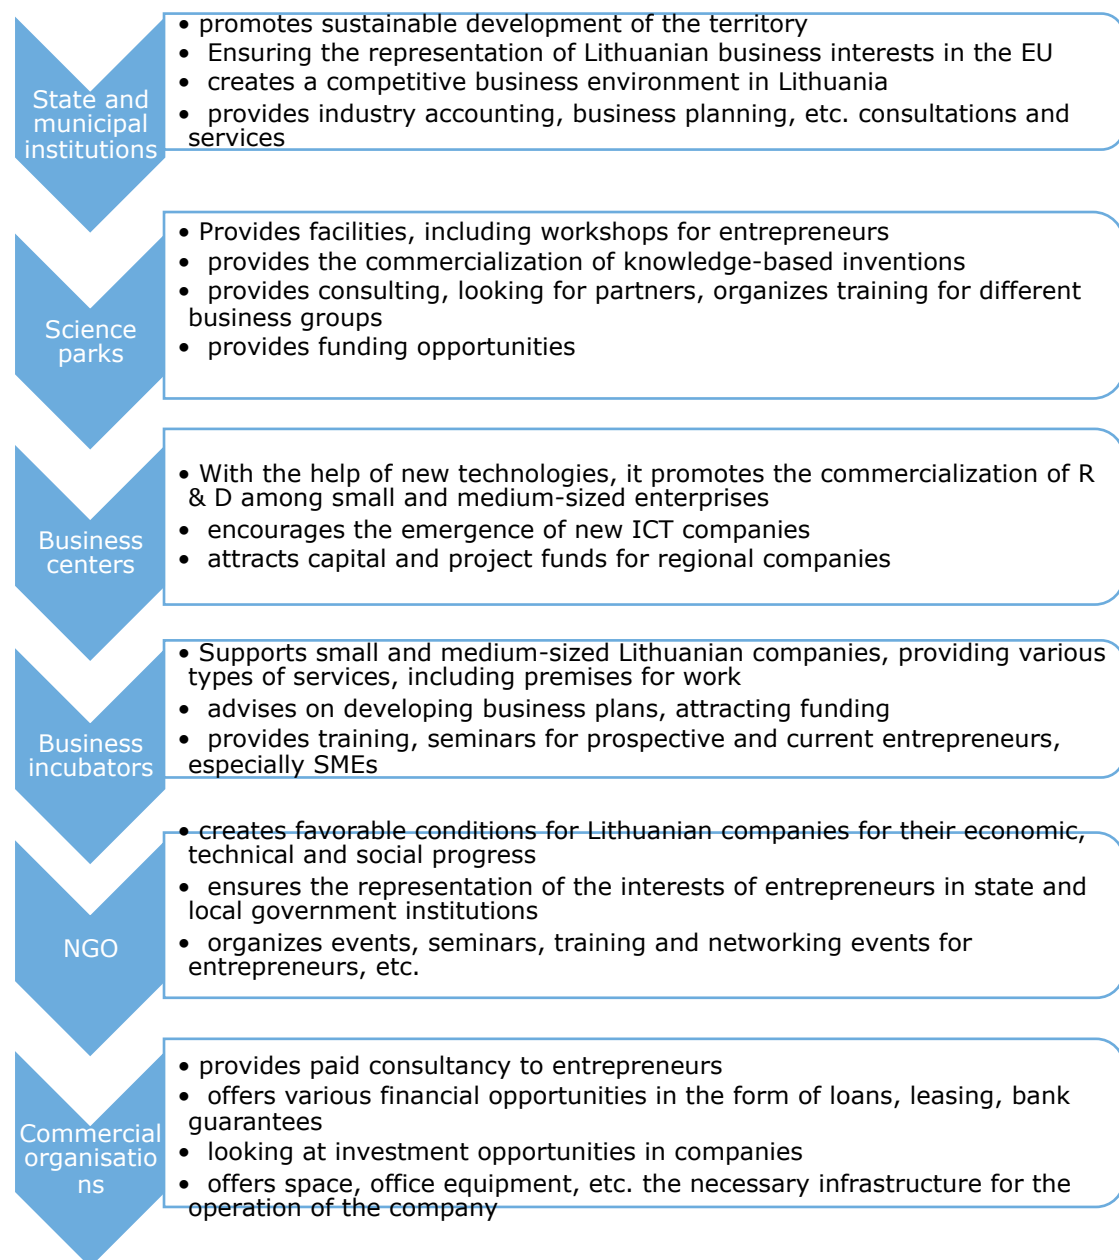 State and
municipal
institutions
• promotes sustainable development of the territory
• Ensuring the representation of Lithuanian business interests in the EU
• creates a competitive business environment in Lithuania
• provides industry accounting, business planning, etc. consultations and
services
Science
parks
• Provides facilities, including workshops for entrepreneurs
• provides the commercialization of knowledge-based inventions
• provides consulting, looking for partners, organizes training for different
business groups
• provides funding opportunities
Business
centers
• With the help of new technologies, it promotes the commercialization of R
& D among small and medium-sized enterprises
• encourages the emergence of new ICT companies
• attracts capital and project funds for regional companies
Business
incubators
• Supports small and medium-sized Lithuanian companies, providing various
types of services, including premises for work
• advises on developing business plans, attracting funding
• provides training, seminars for prospective and current entrepreneurs,
especially SMEs
NGO
• creates favorable conditions for Lithuanian companies for their economic,
technical and social progress
• ensures the representation of the interests of entrepreneurs in state and
local government institutions
• organizes events, seminars, training and networking events for
entrepreneurs, etc.
Commercial
organisatio
ns
• provides paid consultancy to entrepreneurs
• offers various financial opportunities in the form of loans, leasing, bank
guarantees
• looking at investment opportunities in companies
• offers space, office equipment, etc. the necessary infrastructure for the
operation of the company